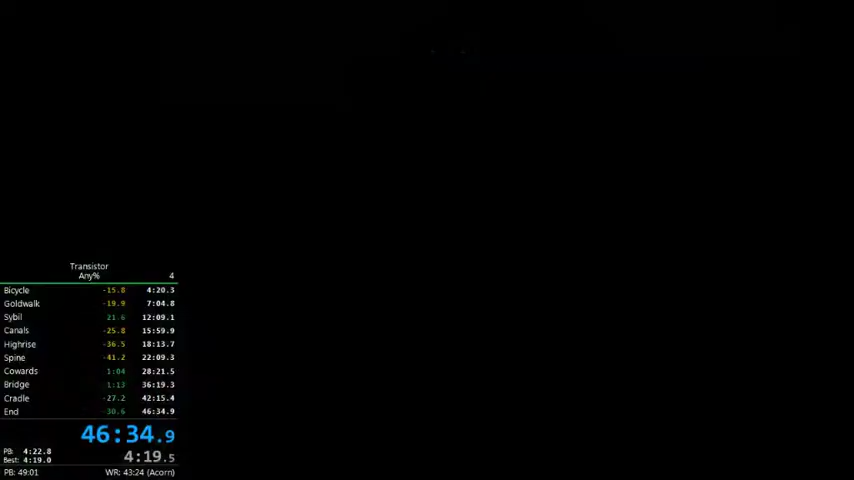 Transistor
Any% 4
Bicycle -15.8 4:20.3
Goldwalk -19.9 7:04.8
Sybil 21.6 12:09.1
Canals -25.8 15:59.9
Highrise -36.5 18:13.7
Spine -41.2 22:09.3
Cowards 1:04 28:21.5
Bridge 1:13 36:19.3
Cradle -27.2 42:15.4
End -30.6 46:34.9
46:34.9
PB: 4:22.8
Best: 4:19.0 4:19.5
PB: 49:01 WR: 43:24 (Acorn)